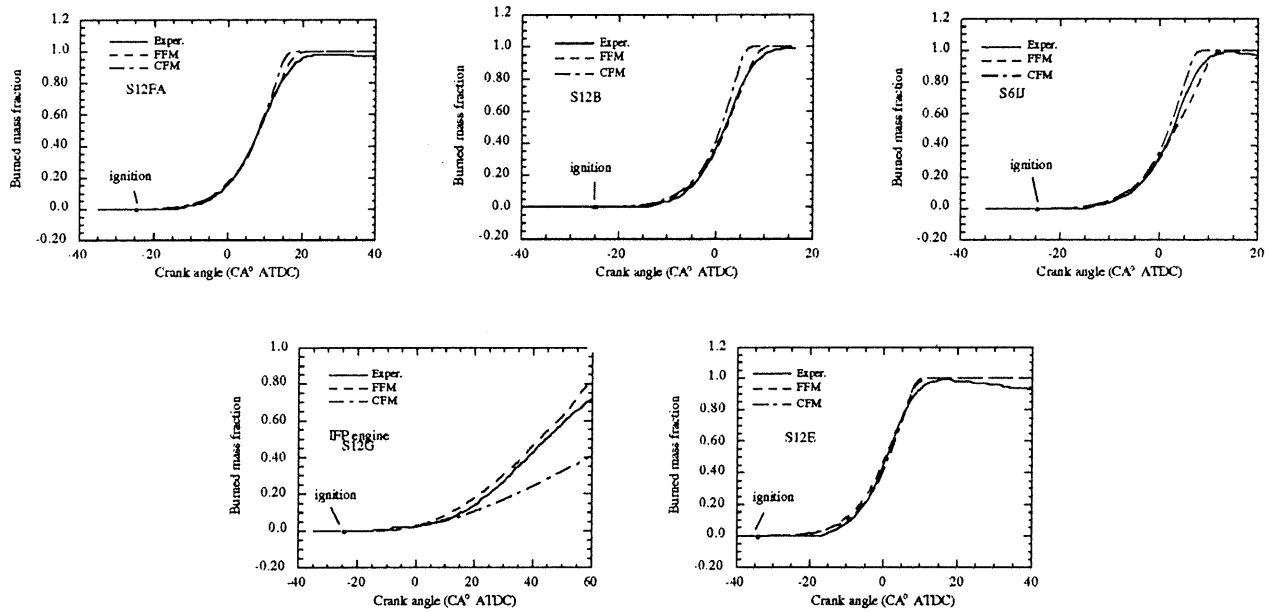 1.2
1.0
0.80
0.60
0.40
0.20
0.0
-0.20
Burned mass fraction
Exper.
FFM
CFM
S12FA
ignition
-40 -20 0 20 40
Crank angle (CA° ATDC)
1.2
1.0
0.80
0.60
0.40
0.20
0.0
-0.20
Burned mass fraction
Exper.
FFM
CFM
S12B
ignition
-40 -20 0 20
Crank angle (CA° ATDC)
1.2
1.0
0.80
0.60
0.40
0.20
0.0
-0.20
Burned mass fraction
Exper.
FFM
CFM
ignition
-40 -20 0 20
Crank angle (CA° ATDC)
0.80
0.60
0.40
0.20
0.0
-0.20
Burned mass fraction
Exper.
FFM
CFM
IFP engine
S12G
ignition
-40 -20 0 20 40 60
Crank angle (CA° ATDC)
1.2
1.0
0.80
0.60
0.40
0.20
0.0
-0.20
Burned mass fraction
Exper.
FFM
CFM
S12E
ignition
-40 -20 0 20 40
Crank angle (CA° ATDC)